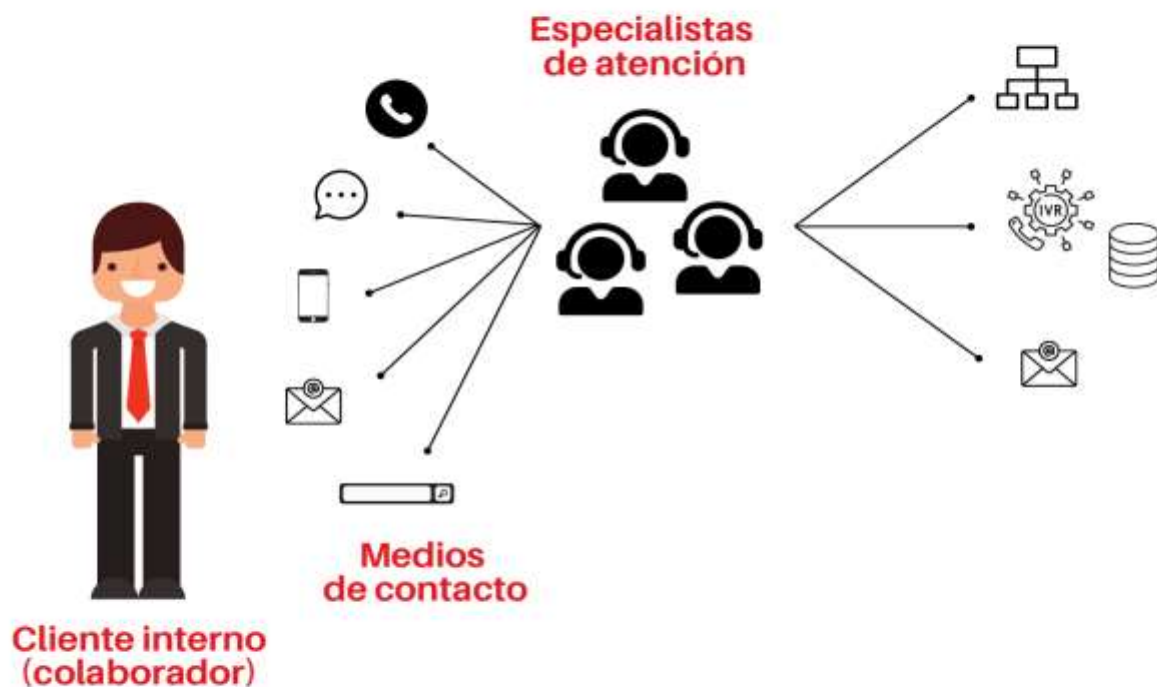 Especialistas
de atención
IVR
@
@
Medios
de contacto
Cliente interno
(colaborador)